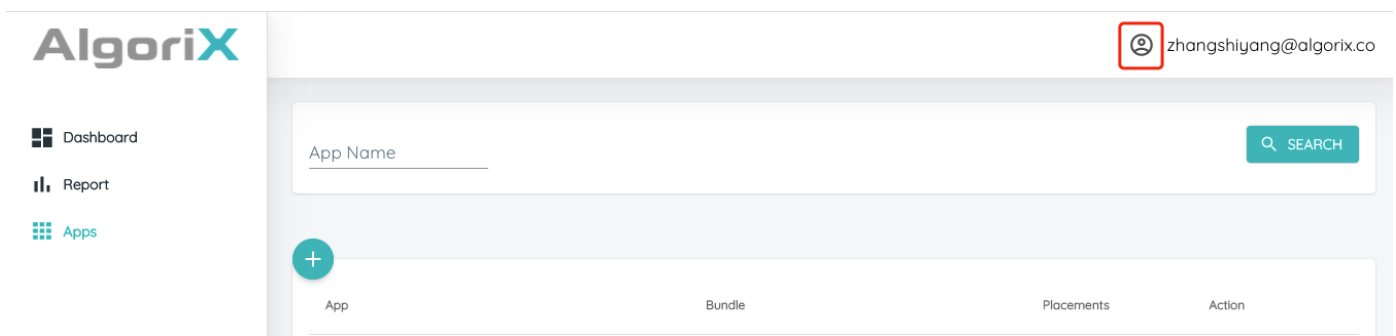 AlgoriX
zhangshiyang@algorix.co
Dashboard
Report
Apps
App Name
SEARCH
App Bundle Placements Action